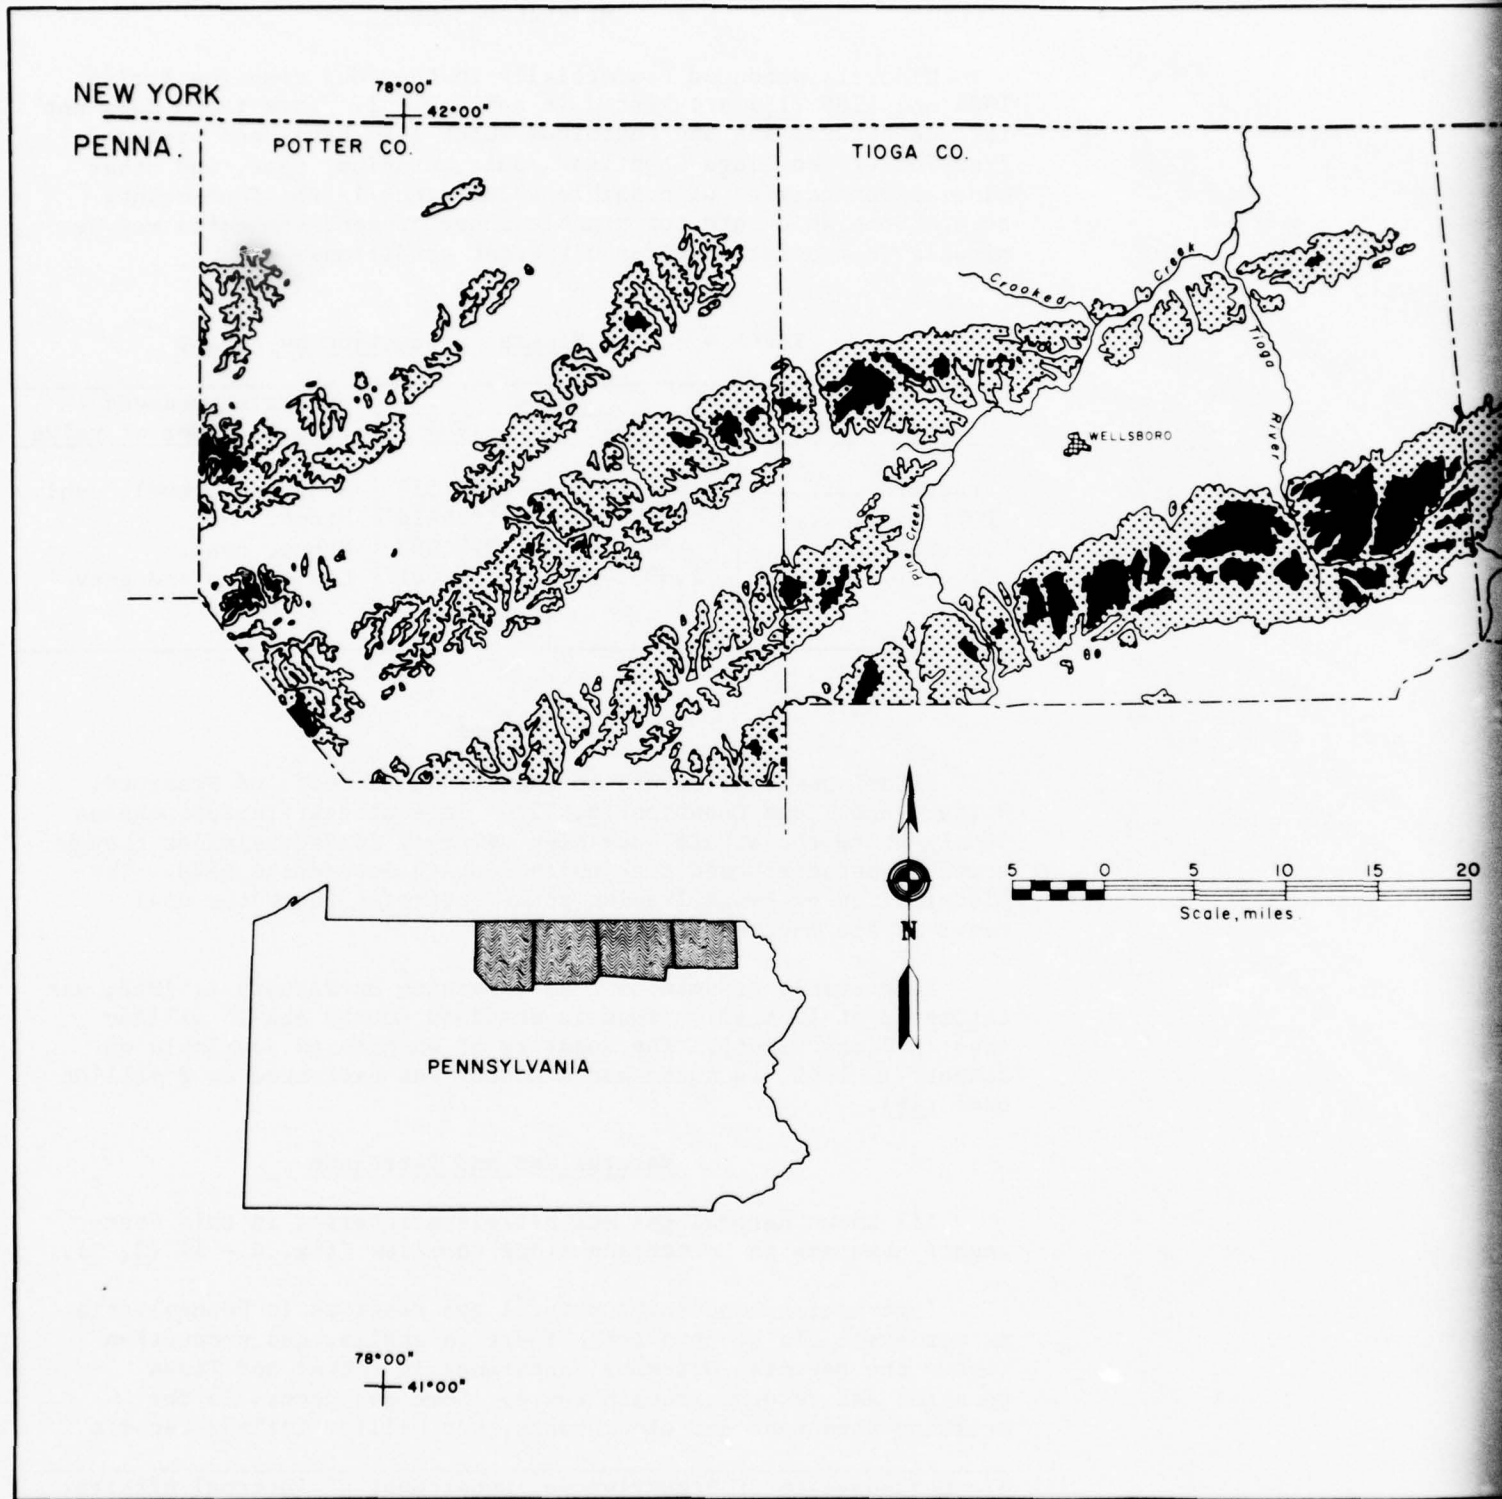 NEW YORK
78°00"
42°00"
PENNA.
POTTER CO.
TIOGA CO.
Crooked
Creek
Tioga
River
WELLSBORO
Pine Creek
5 0 5 10 15 20
Scale, miles.
N
PENNSYLVANIA
78°00"
41°00"